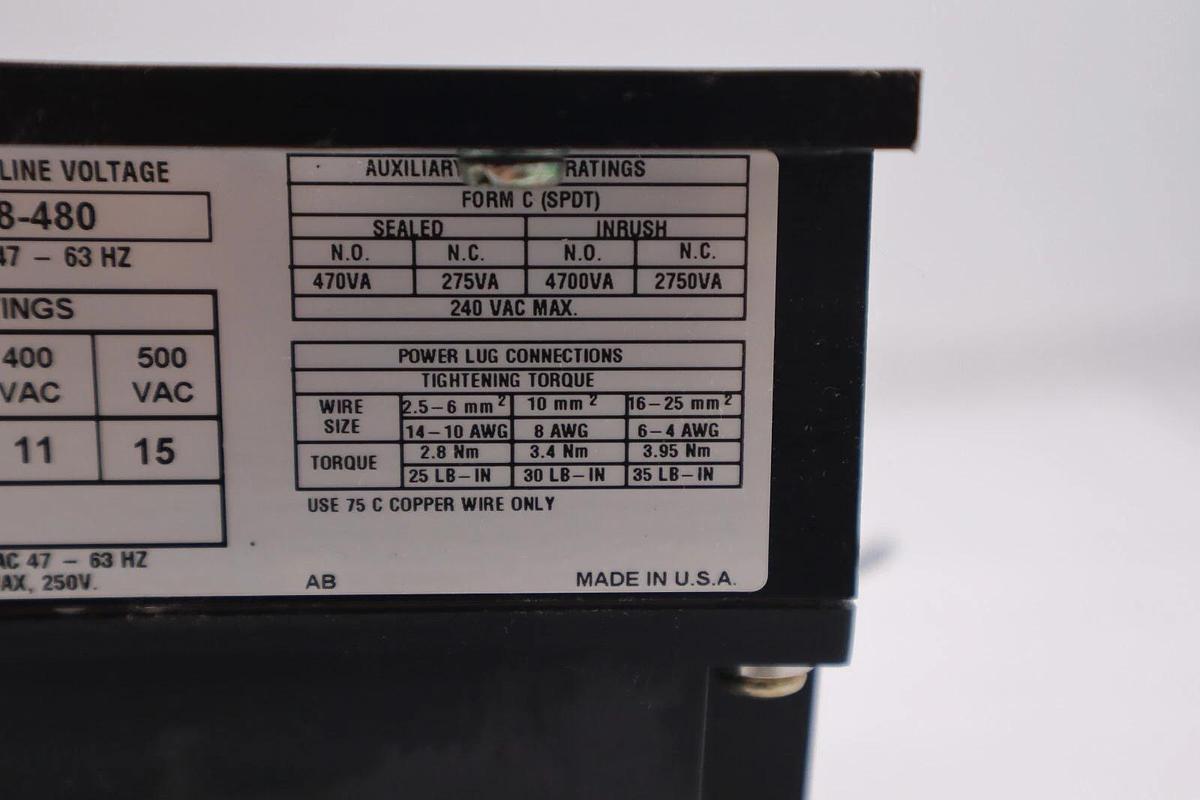 LINE VOLTAGE
8-480
47 – 63 HZ
INGS
400 VAC 500 VAC
11 15
AC 47 – 63 HZ
AX, 250V.
AUXILIARY RATINGS
FORM C (SPDT)
SEALED INRUSH
N.O. N.C. N.O. N.C.
470VA 275VA 4700VA 2750VA
240 VAC MAX.
POWER LUG CONNECTIONS
TIGHTENING TORQUE
WIRE SIZE 2.5–6 mm² 10 mm² 16–25 mm²
14–10 AWG 8 AWG 6–4 AWG
TORQUE 2.8 Nm 3.4 Nm 3.95 Nm
25 LB–IN 30 LB–IN 35 LB–IN
USE 75 C COPPER WIRE ONLY
AB MADE IN U.S.A.